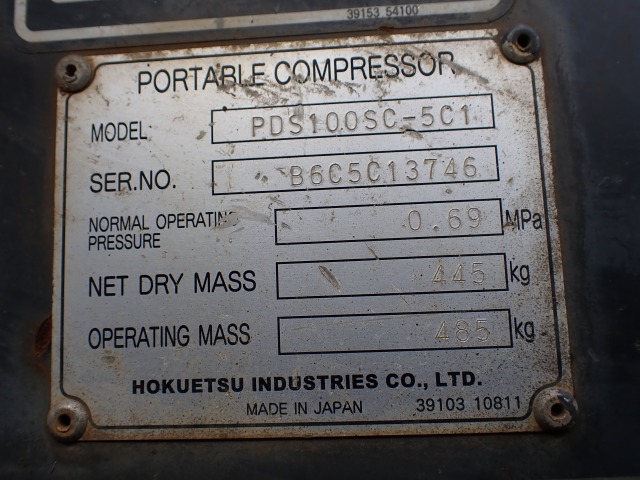 39153 54100
PORTABLE COMPRESSOR
MODEL: PDS100SC-5C1
SER.NO. B6C5C13746
NORMAL OPERATING PRESSURE 0.69 MPa
NET DRY MASS 445 kg
OPERATING MASS 485 kg
HOKUETSU INDUSTRIES CO., LTD.
MADE IN JAPAN 39103 10811